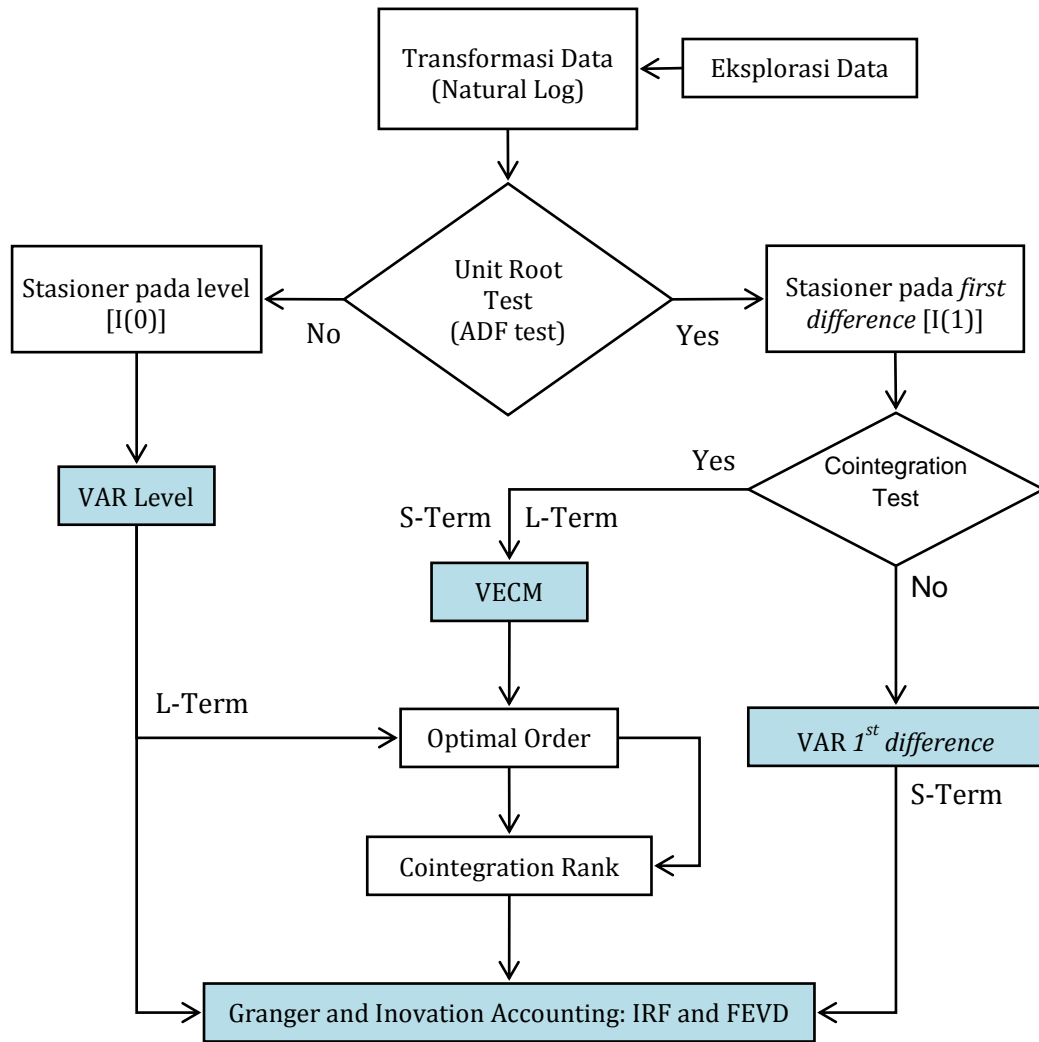 Transformasi Data
(Natural Log)
Eksplorasi Data
Unit Root
Test
(ADF test)
Stasioner pada level
[I(0)]
No
Yes
Stasioner pada first
difference [I(1)]
Cointegration
Test
Yes
No
VAR Level
S-Term
L-Term
VECM
L-Term
Optimal Order
VAR 1st difference
S-Term
Cointegration Rank
Granger and Inovation Accounting: IRF and FEVD